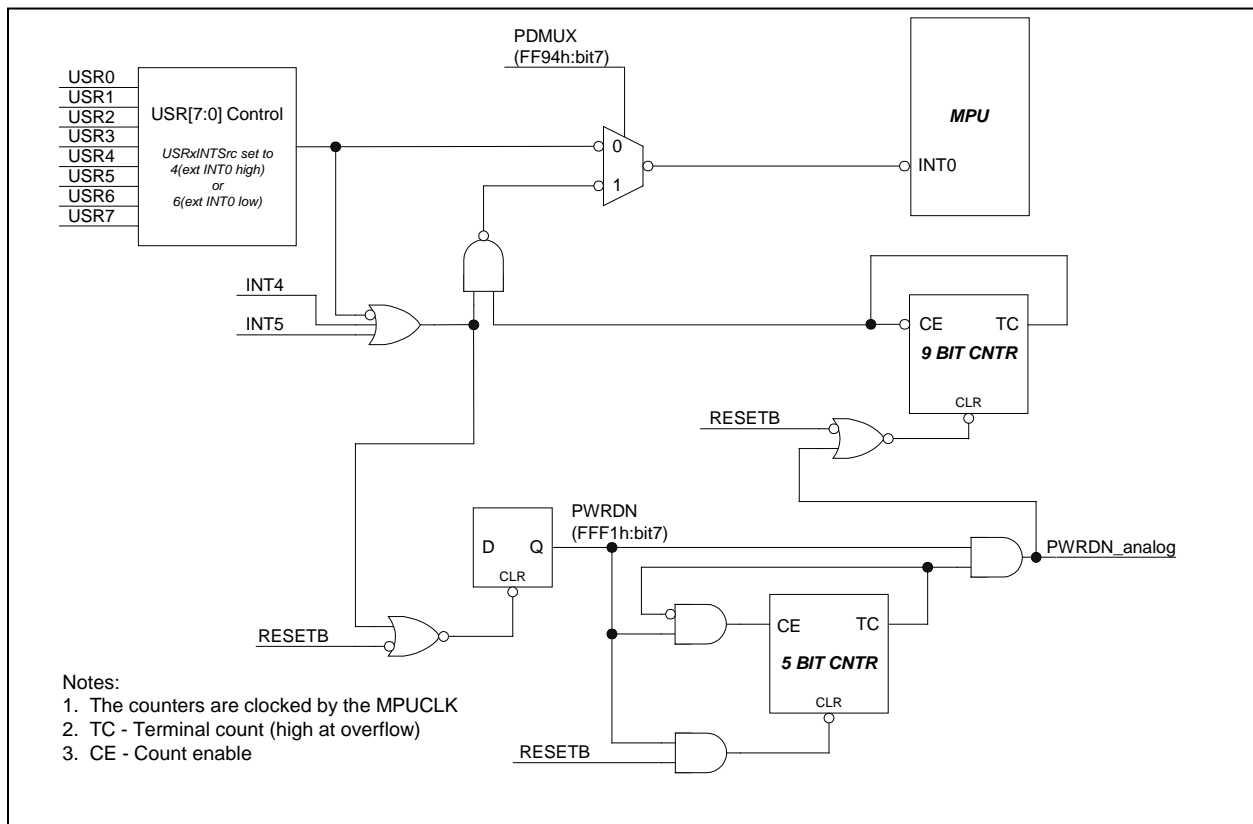 PDMUX
(FF94h:bit7)
USR0
USR1
USR2
USR3
USR4
USR5
USR6
USR7
USR[7:0] Control
USRxINTSrc set to
4(ext INT0 high)
or
6(ext INT0 low)
0
1
MPU
INT0
INT4
INT5
CE
TC
9 BIT CNTR
CLR
RESETB
D
Q
CLR
PWRDN
(FFF1h:bit7)
PWRDN_analog
RESETB
CE
TC
5 BIT CNTR
CLR
RESETB
Notes:
1. The counters are clocked by the MPUCLK
2. TC - Terminal count (high at overflow)
3. CE - Count enable